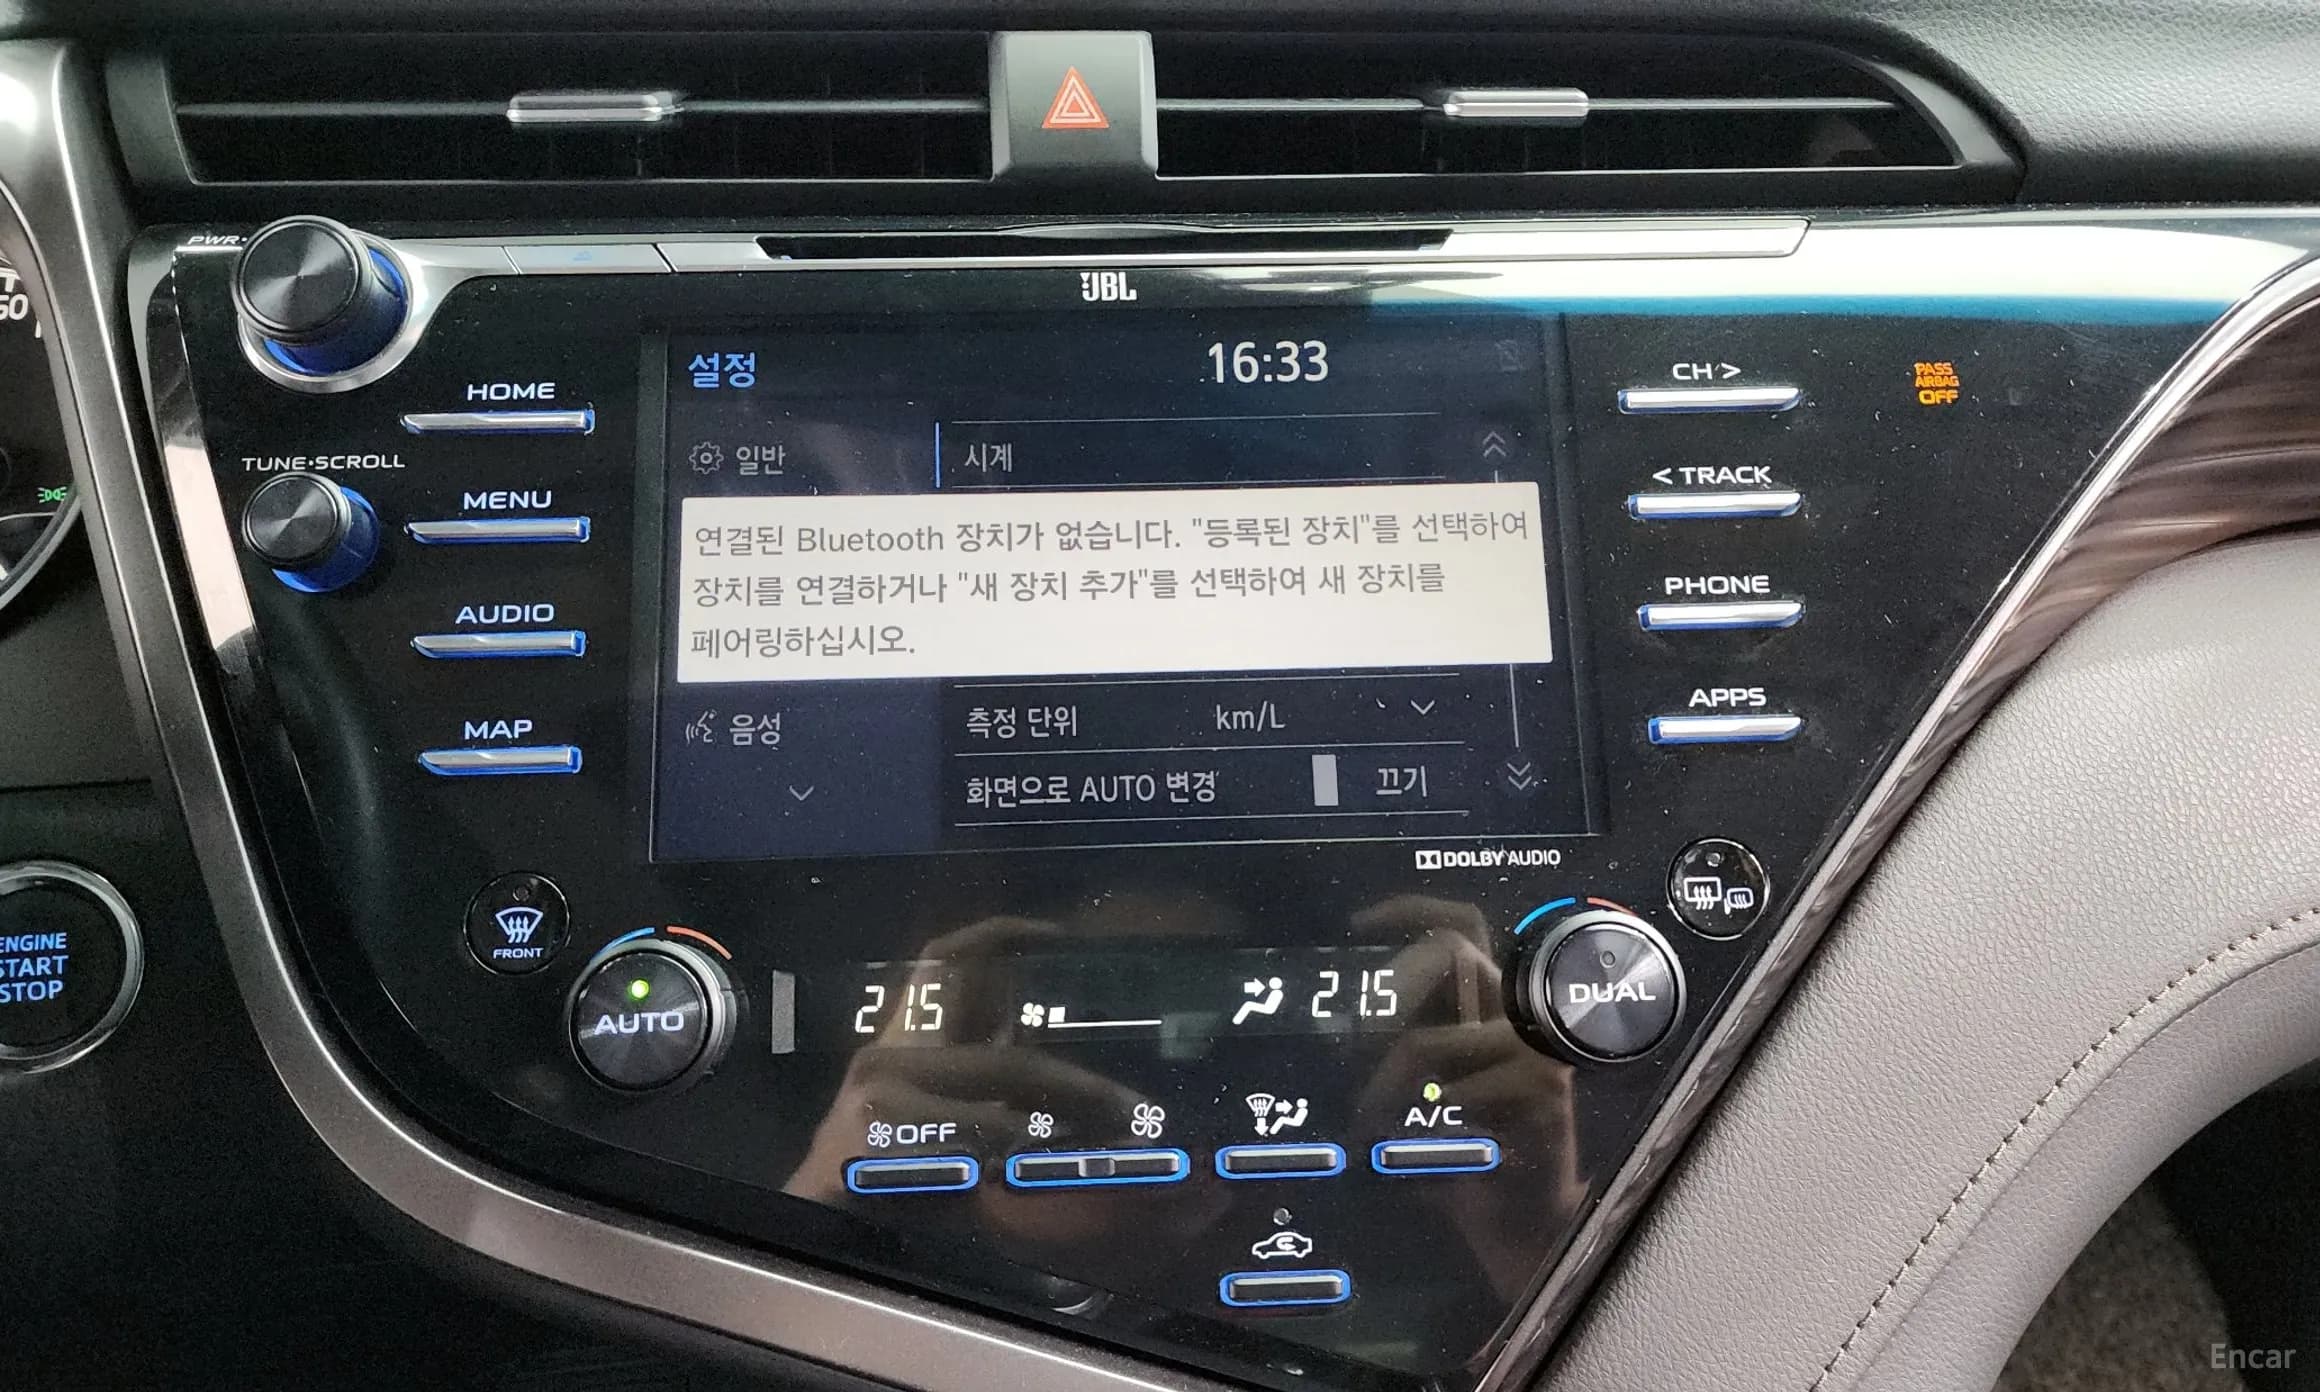 PWR
JBL
HOME
TUNE•SCROLL
MENU
AUDIO
MAP
설정
16:33
일반
시계
연결된 Bluetooth 장치가 없습니다. "등록된 장치"를 선택하여
장치를 연결하거나 "새 장치 추가"를 선택하여 새 장치를
페어링하십시오.
음성
측정 단위 km/L
화면으로 AUTO 변경 끄기
CH >
< TRACK
PHONE
APPS
PASS
AIRBAG
OFF
DOLBY AUDIO
ENGINE
START
STOP
FRONT
AUTO
21.5
21.5
DUAL
OFF
A/C
Encar